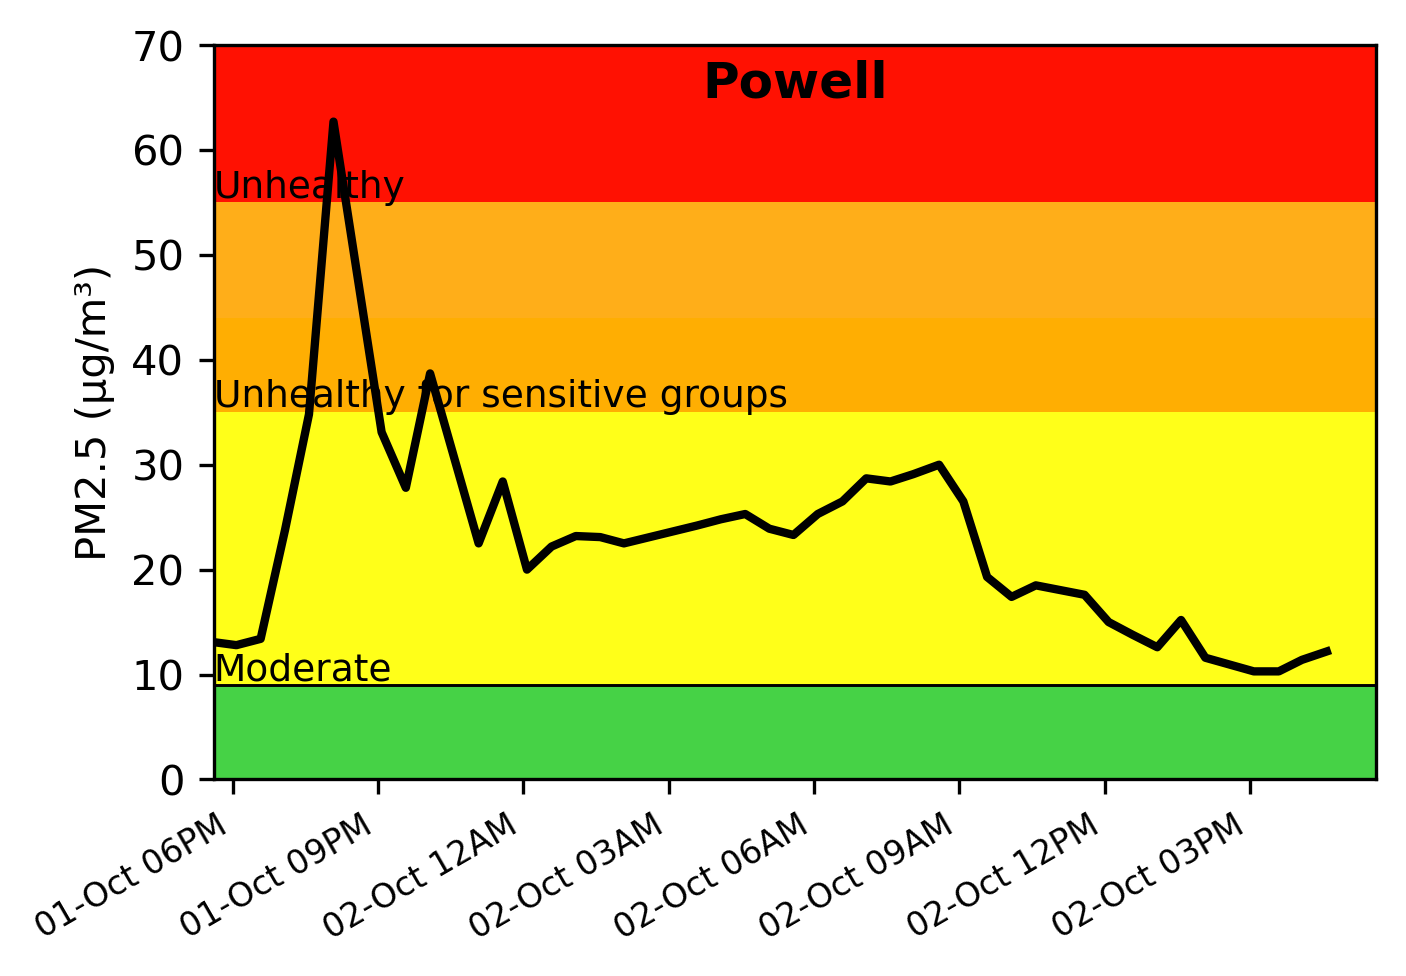 Powell
70
60
50
40
30
20
10
0
PM2.5 (µg/m³)
Unhealthy
Unhealthy for sensitive groups
Moderate
01-Oct 06PM
01-Oct 09PM
02-Oct 12AM
02-Oct 03AM
02-Oct 06AM
02-Oct 09AM
02-Oct 12PM
02-Oct 03PM